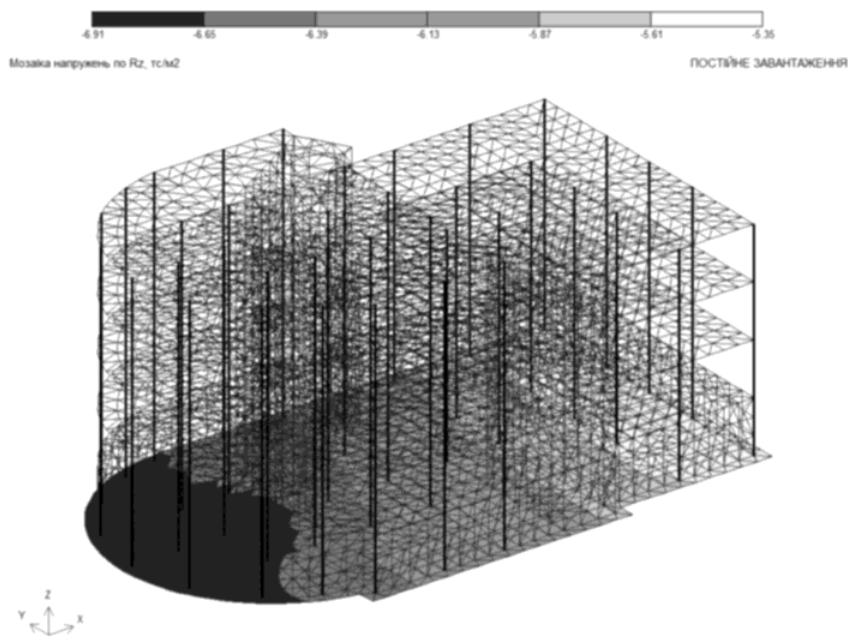 -6.91 -6.65 -6.39 -6.13 -5.87 -5.61 -5.35
Мозаїка напружень по Rz, тс/м2 ПОСТІЙНЕ ЗАВАНТАЖЕННЯ
Z
Y X